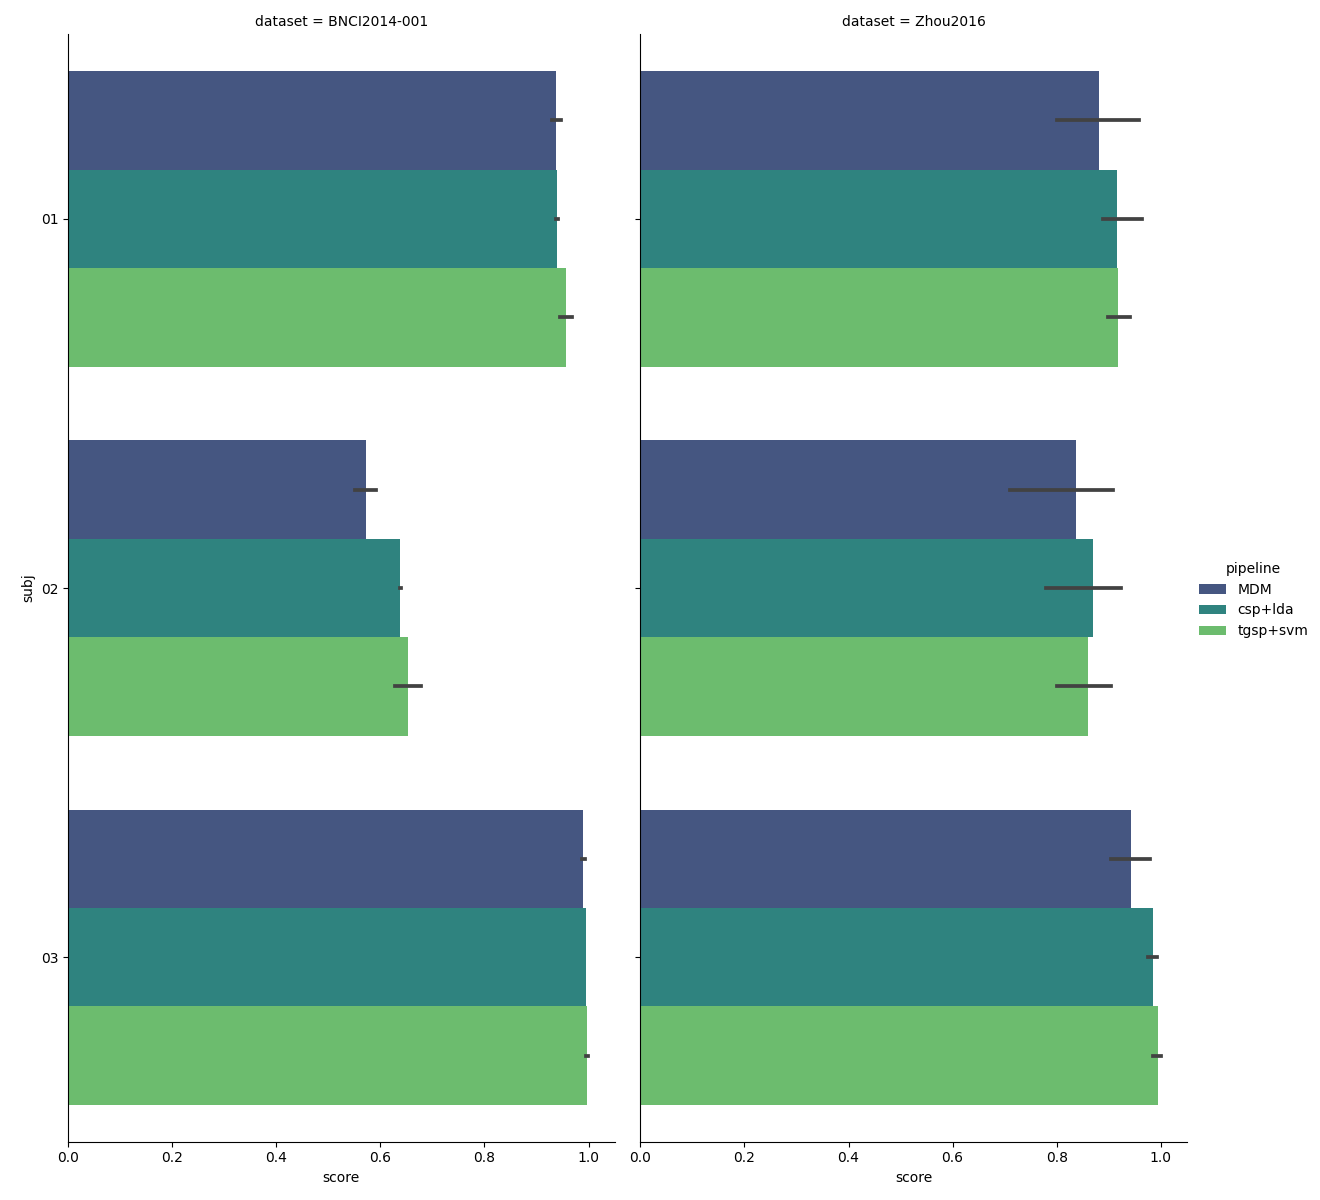 dataset = BNCI2014-001
dataset = Zhou2016
subj
01
02
03
0.0 0.2 0.4 0.6 0.8 1.0
score
0.0 0.2 0.4 0.6 0.8 1.0
score
pipeline
MDM
csp+lda
tgsp+svm